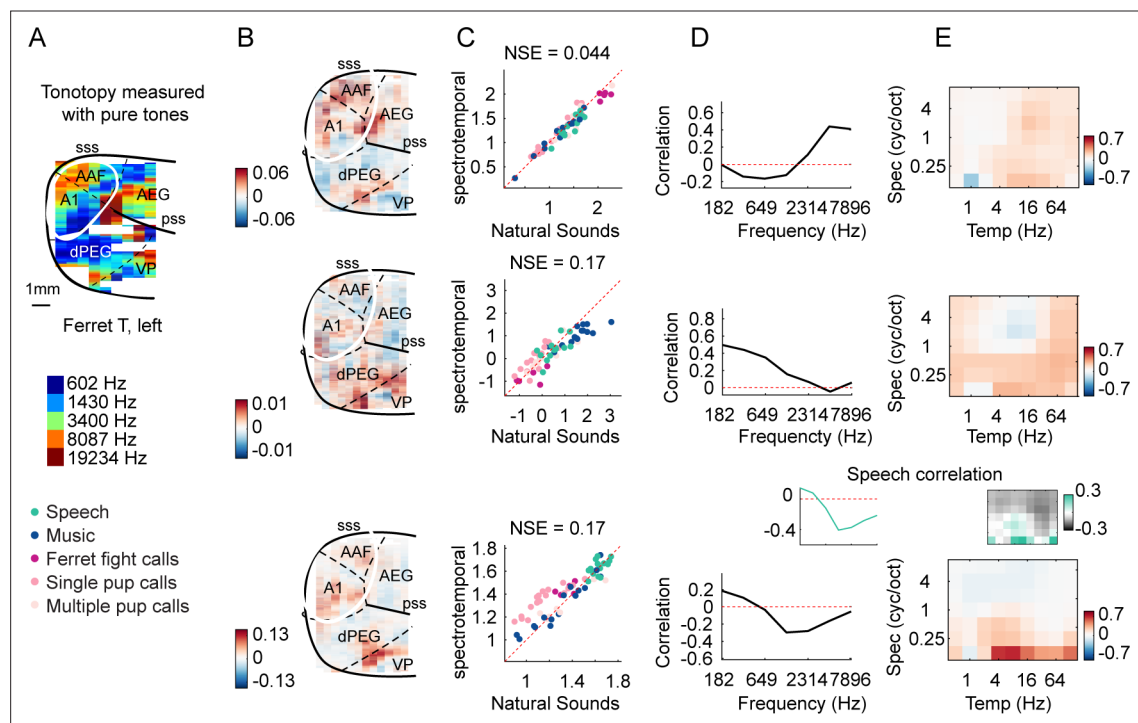 A
B
C
D
E
Tonotopy measured
with pure tones
sss
AAF
A1
AEG
pss
dPEG
VP
1mm
Ferret T, left
602 Hz
1430 Hz
3400 Hz
8087 Hz
19234 Hz
Speech
Music
Ferret fight calls
Single pup calls
Multiple pup calls
sss
AAF
AEG
A1
pss
dPEG
VP
0.06
0
-0.06
NSE = 0.044
spectrotemporal
2
1.5
1
0.5
1
2
Natural Sounds
Correlation
0.6
0.4
0.2
0
-0.2
182
649
2314
7896
Frequency (Hz)
Spec (cyc/oct)
4
1
0.25
1
4
16
64
Temp (Hz)
0.7
0
-0.7
sss
AAF
AEG
A1
pss
dPEG
VP
0.01
0
-0.01
NSE = 0.17
spectrotemporal
3
2
1
0
-1
-1
0
1
2
3
Natural Sounds
Correlation
0.8
0.4
0.2
0
182
649
2314
7896
Frequencty (Hz)
Spec (cyc/oct)
4
1
0.25
1
4
16
64
Temp (Hz)
0.7
0
-0.7
Speech correlation
0
-0.4
0.3
-0.3
sss
AAF
AEG
A1
pss
dPEG
VP
0.13
0
-0.13
NSE = 0.17
spectrotemporal
1.8
1.6
1.4
1.2
1
1
1.4
1.8
Natural Sounds
Correlation
0.2
0
-0.2
-0.4
-0.6
182
649
2314
7896
Frequency (Hz)
Spec (cyc/oct)
4
1
0.25
1
4
16
64
Temp (Hz)
0.7
0
-0.7